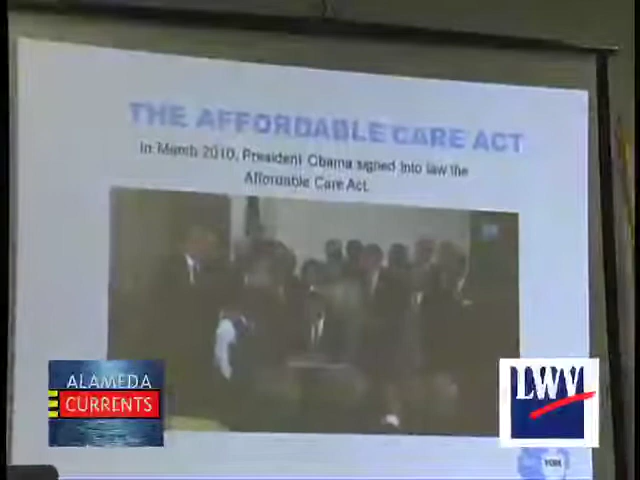 THE AFFORDABLE CARE ACT
In March 2010, President Obama signed into law the
Affordable Care Act.
ALAMEDA
CURRENTS
LWV